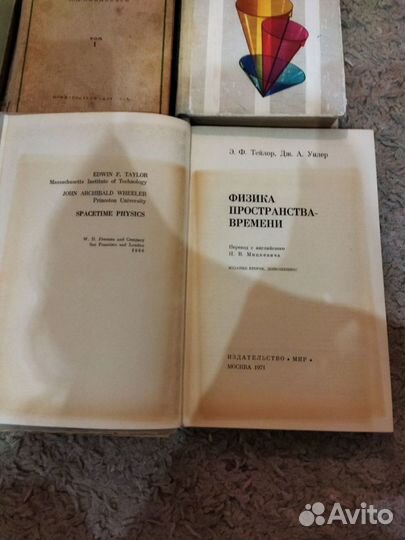 ТОМ
I
EDWIN F. TAYLOR
Massachusetts Institute of Technology
JOHN ARCHIBALD WHEELER
Princeton University
SPACETIME PHYSICS
W. H. Freeman and Company
San Francisco and London
1966
Э. Ф. Тейлор, Дж. А. Уилер
ФИЗИКА
ПРОСТРАНСТВА-
ВРЕМЕНИ
Перевод с английского
Н. В. Мицкевича
ИЗДАНИЕ ВТОРОЕ, ДОПОЛНЕННОЕ
ИЗДАТЕЛЬСТВО • МИР •
МОСКВА 1971
Avito